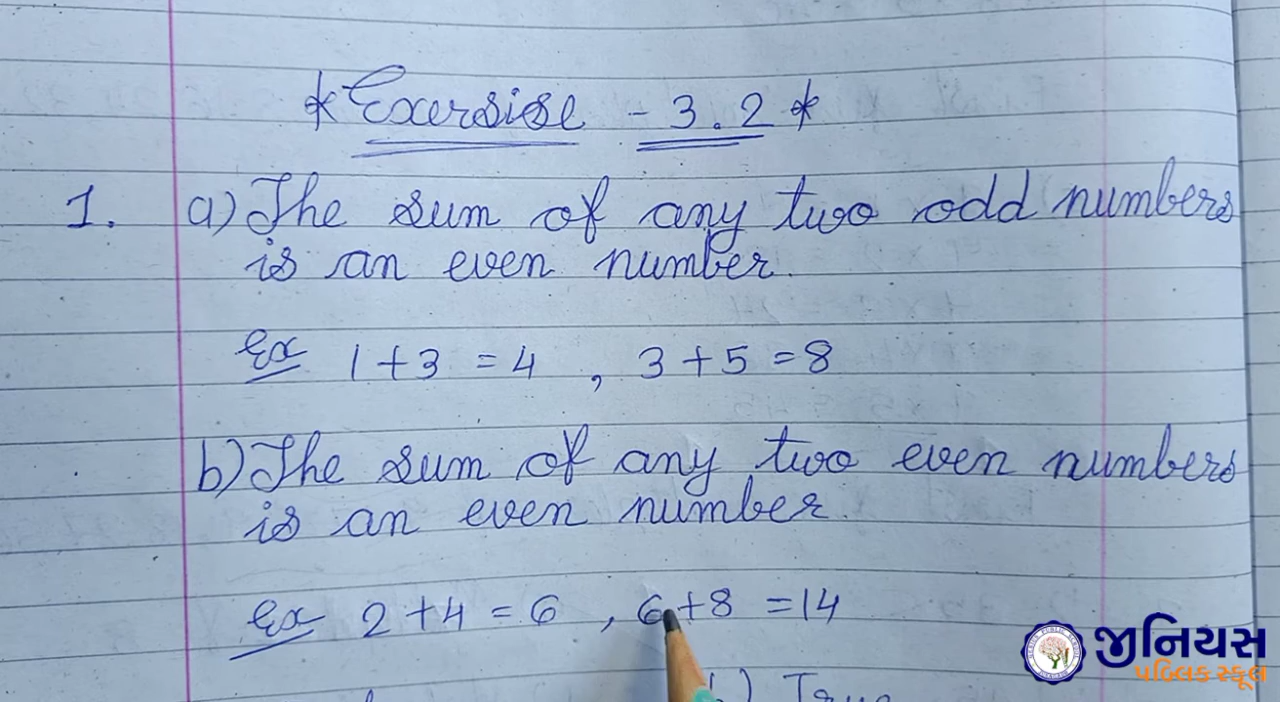 * Exersise - 3.2 *
1. a) The sum of any two odd numbers
is an even number.
Ex 1 + 3 = 4 , 3 + 5 = 8
b) The sum of any two even numbers
is an even number.
Ex 2 + 4 = 6 , 6 + 8 = 14
b) True
જીનિયસ
પબ્લિક સ્કૂલ